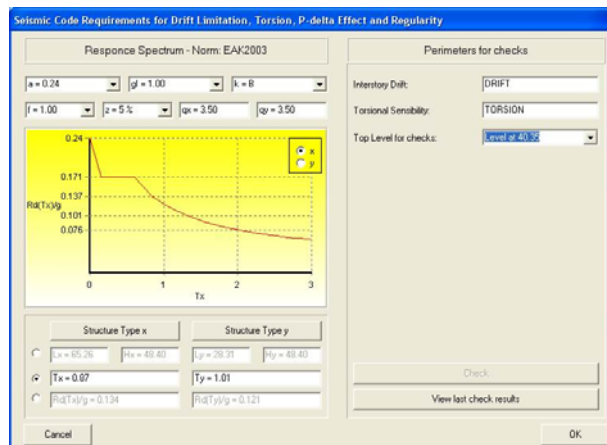 Seismic Code Requirements for Drift Limitation, Torsion, P-delta Effect and Regularity
Responce Spectrum - Norm: EAK2003
a = 0.24
gI = 1.00
k = B
f = 1.00
z = 5 %
qx = 3.50
qy = 3.50
0.24
0.171
0.137
0.101
0.076
Rd(Tx)/g
x
y
0
1
2
3
Tx
Structure Type x
Structure Type y
Lx = 65.26
Hx = 48.40
Ly = 28.31
Hy = 48.40
Tx = 0.87
Ty = 1.01
Rd(Tx)/g = 0.134
Rd(Ty)/g = 0.121
Cancel
Perimeters for checks
Interstory Drift:
DRIFT
Torsional Sensibility:
TORSION
Top Level for checks:
Level at 40.35
Check
View last check results
OK